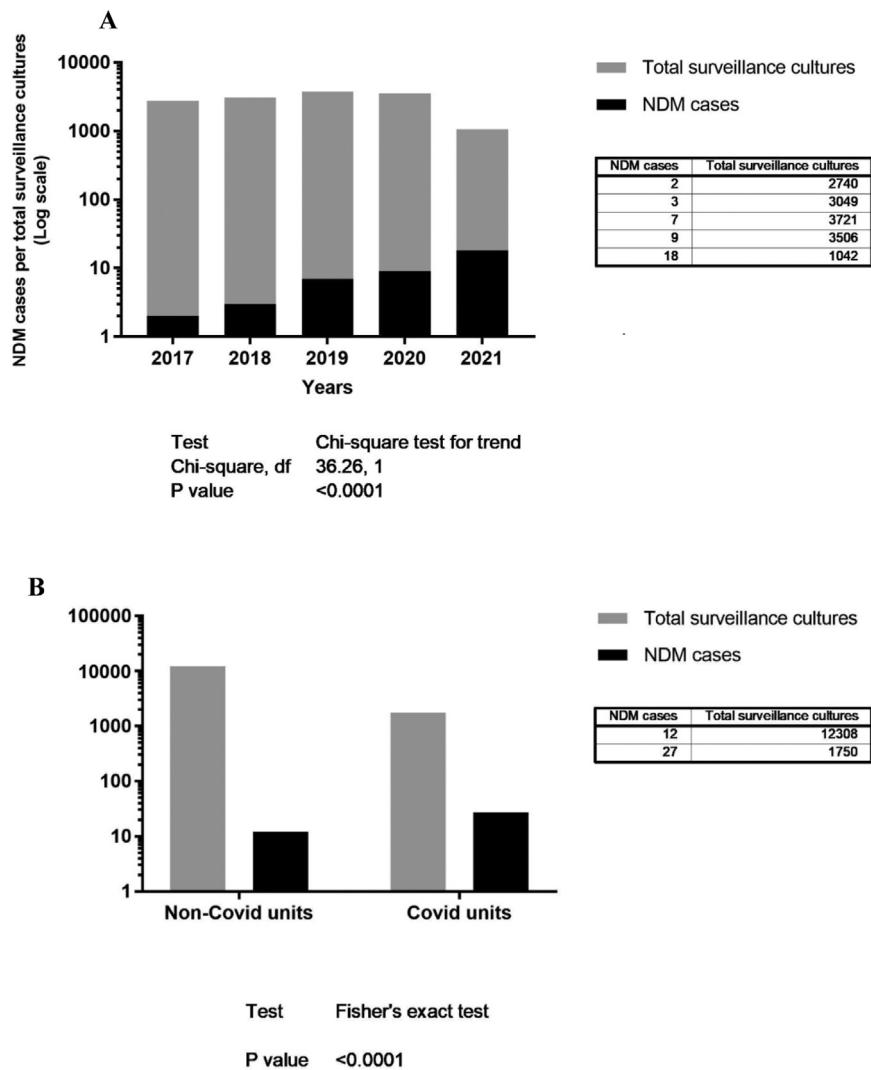 A
NDM cases per total surveillance cultures
(Log scale)
10000
1000
100
10
1
2017 2018 2019 2020 2021
Years
Total surveillance cultures
NDM cases
NDM cases Total surveillance cultures
2 2740
3 3049
7 3721
9 3506
18 1042
Test Chi-square test for trend
Chi-square, df 36.26, 1
P value <0.0001
B
100000
10000
1000
100
10
1
Non-Covid units Covid units
Total surveillance cultures
NDM cases
NDM cases Total surveillance cultures
12 12308
27 1750
Test Fisher's exact test
P value <0.0001